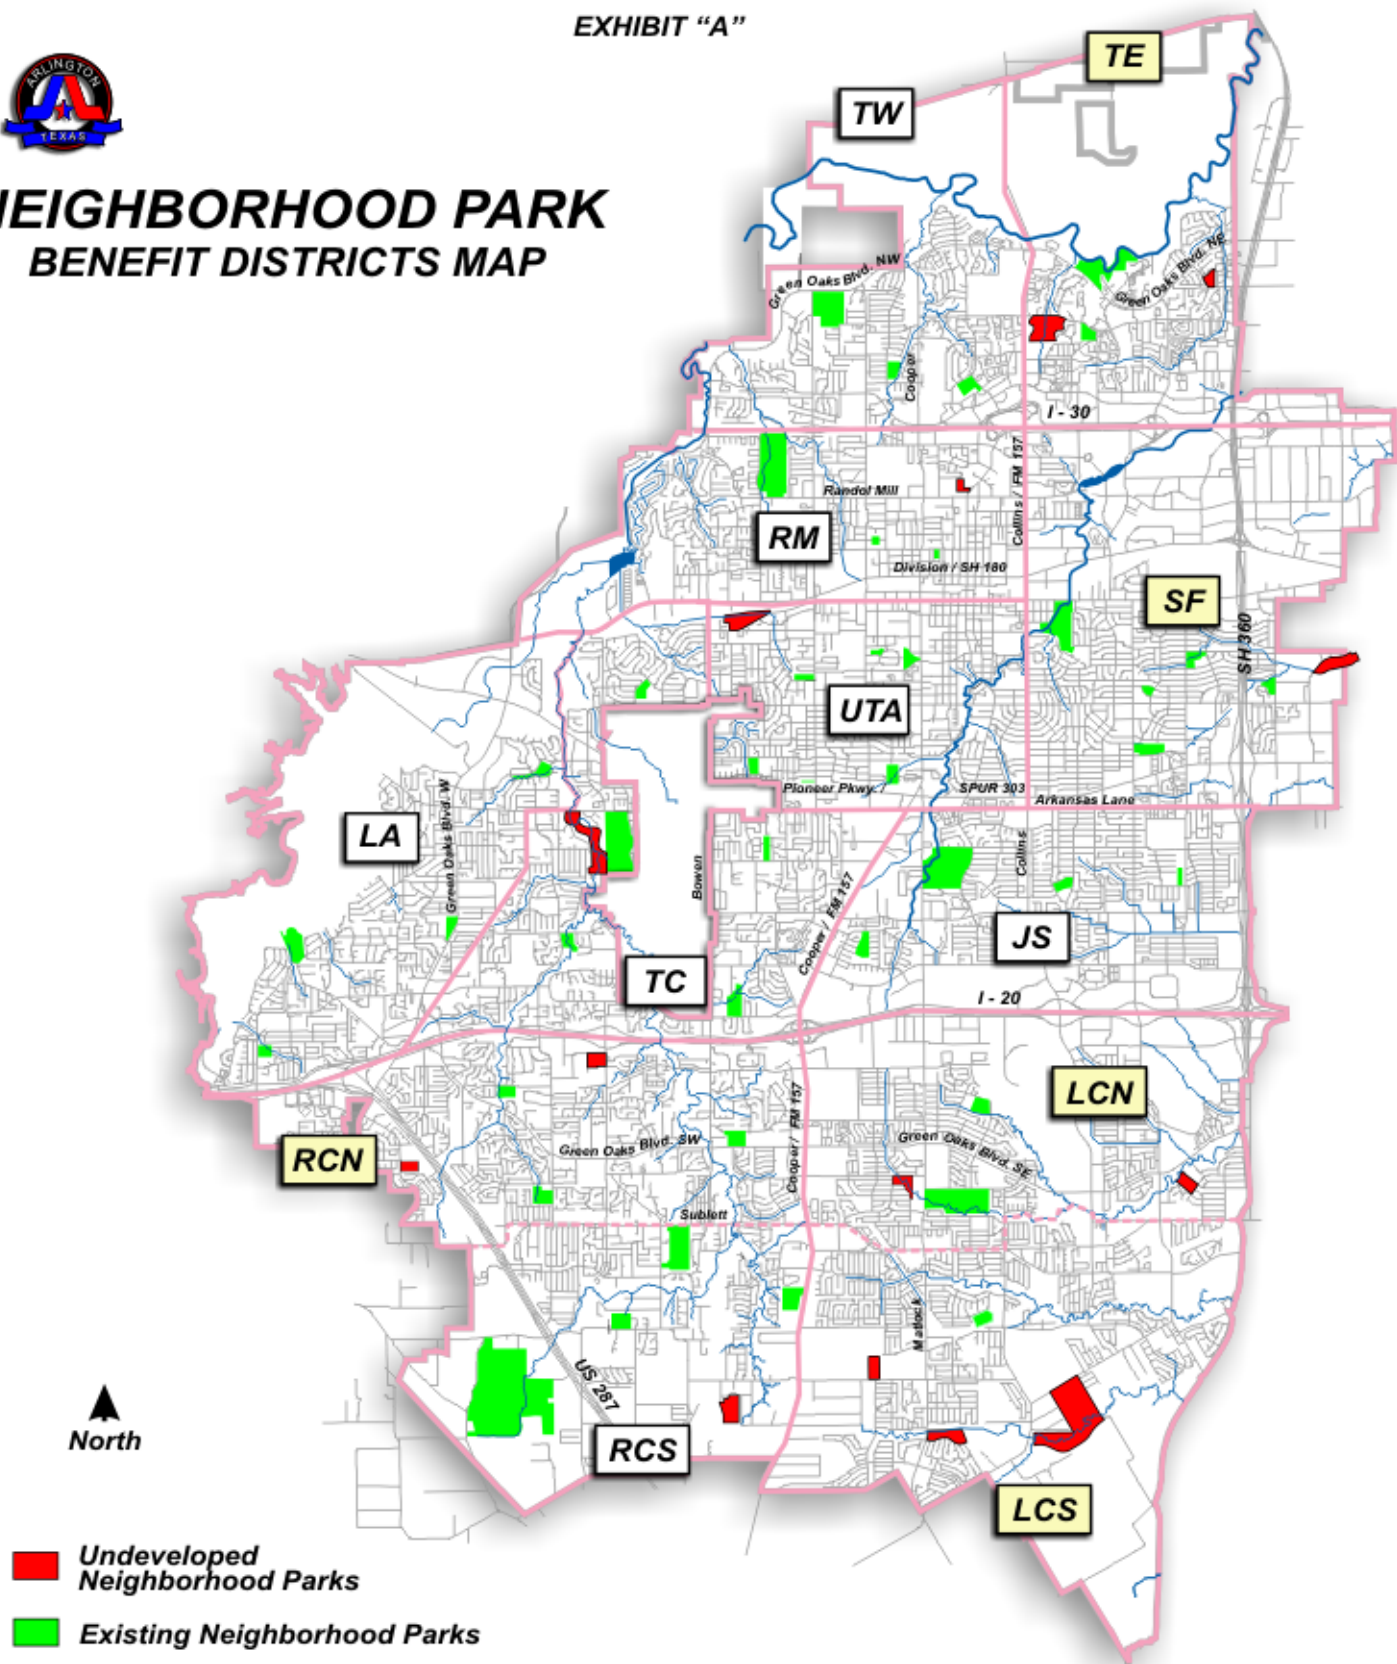 EXHIBIT “A”
ARLINGTON
TEXAS
NEIGHBORHOOD PARK
BENEFIT DISTRICTS MAP
TE
TW
Green Oaks Blvd. NW
Green Oaks Blvd. NE
Cooper
I - 30
Collins / FM 157
Randol Mill
RM
Division / SH 180
SF
SH 360
UTA
Pioneer Pkwy. /
SPUR 303
Arkansas Lane
LA
Green Oaks Blvd. W
Bowen
Cooper / FM 157
Collins
JS
TC
I - 20
LCN
Cooper / FM 157
RCN
Green Oaks Blvd. SW
Green Oaks Blvd. SE
Sublett
Matlock
US 287
North
RCS
LCS
Undeveloped
Neighborhood Parks
Existing Neighborhood Parks